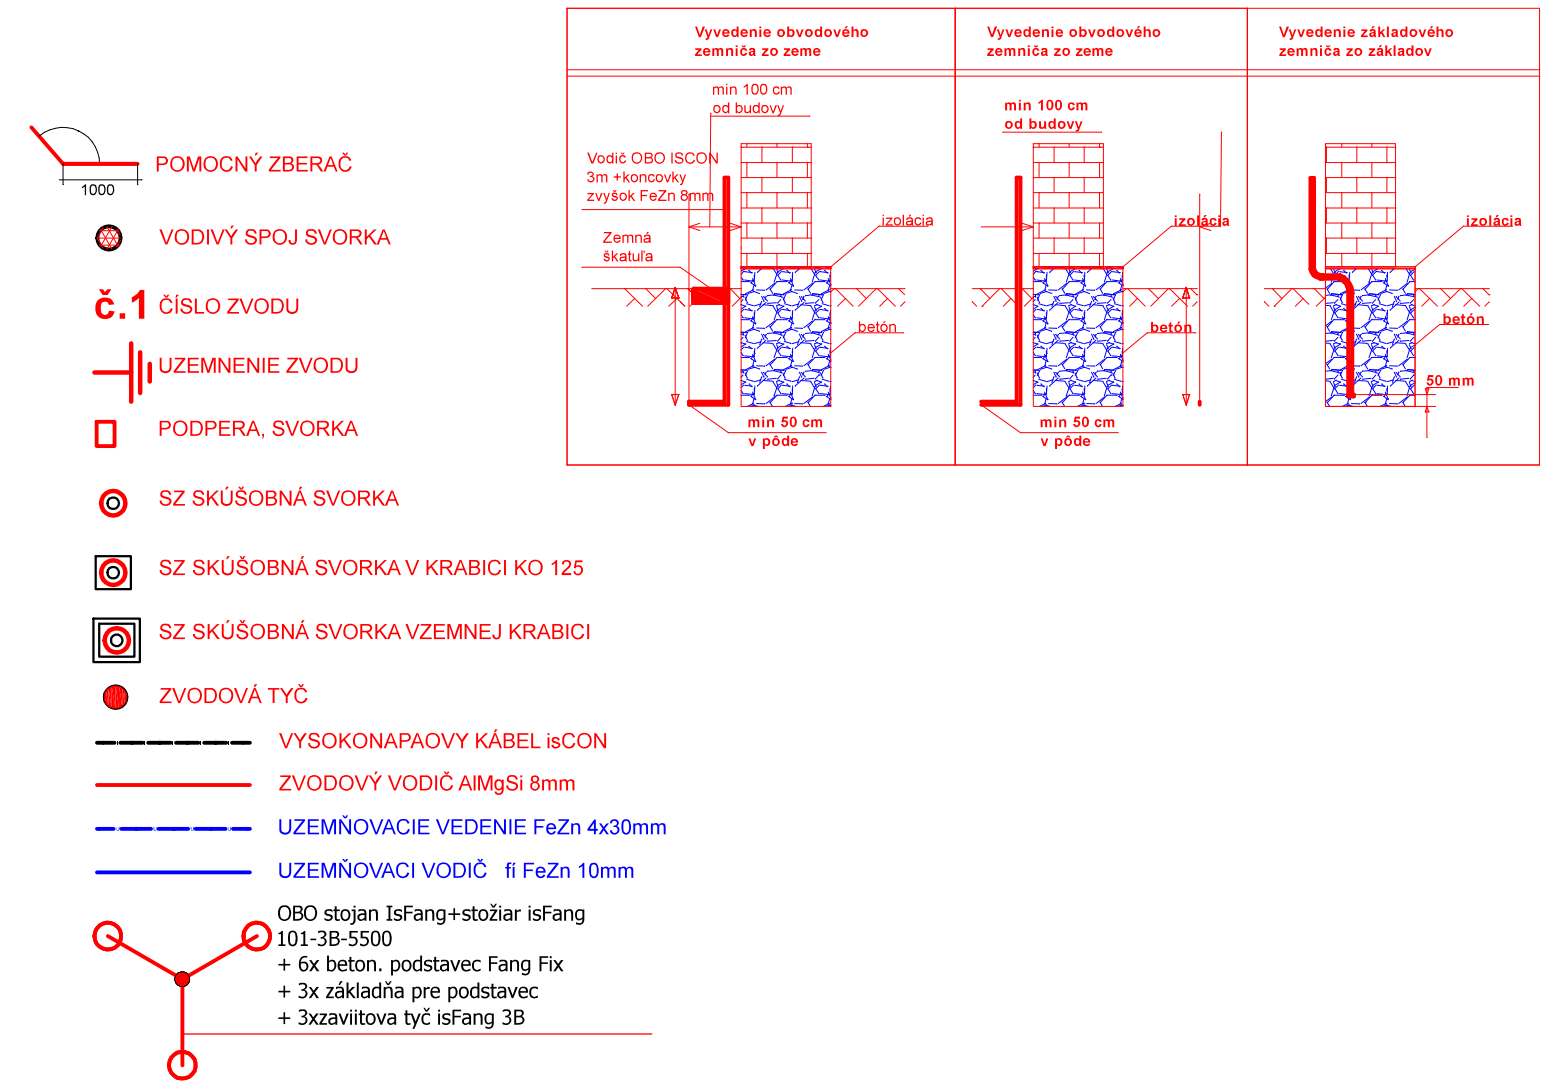 POMOCNÝ ZBERAČ
1000
VODIVÝ SPOJ SVORKA
č.1 ČÍSLO ZVODU
UZEMNENIE ZVODU
PODPERA, SVORKA
SZ SKÚŠOBNÁ SVORKA
SZ SKÚŠOBNÁ SVORKA V KRABICI KO 125
SZ SKÚŠOBNÁ SVORKA VZEMNEJ KRABICI
ZVODOVÁ TYČ
VYSOKONAPAOVY KÁBEL isCON
ZVODOVÝ VODIČ AlMgSi 8mm
UZEMŇOVACIE VEDENIE FeZn 4x30mm
UZEMŇOVACI VODIČ fí FeZn 10mm
OBO stojan IsFang+stožiar isFang
101-3B-5500
+ 6x beton. podstavec Fang Fix
+ 3x základňa pre podstavec
+ 3xzaviitova tyč isFang 3B
Vyvedenie obvodového
zemniča zo zeme
min 100 cm
od budovy
Vodič OBO ISCON
3m +koncovky
zvyšok FeZn 8mm
Zemná
škatuľa
izolácia
betón
min 50 cm
v pôde
Vyvedenie obvodového
zemniča zo zeme
min 100 cm
od budovy
izolácia
betón
min 50 cm
v pôde
Vyvedenie základového
zemniča zo základov
izolácia
betón
50 mm